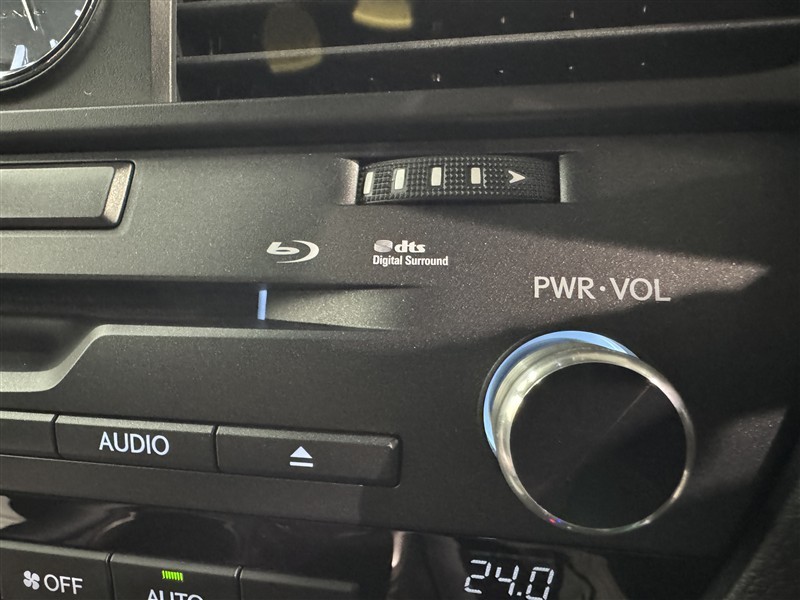 dts
Digital Surround
PWR·VOL
AUDIO
OFF
AUTO
24.0